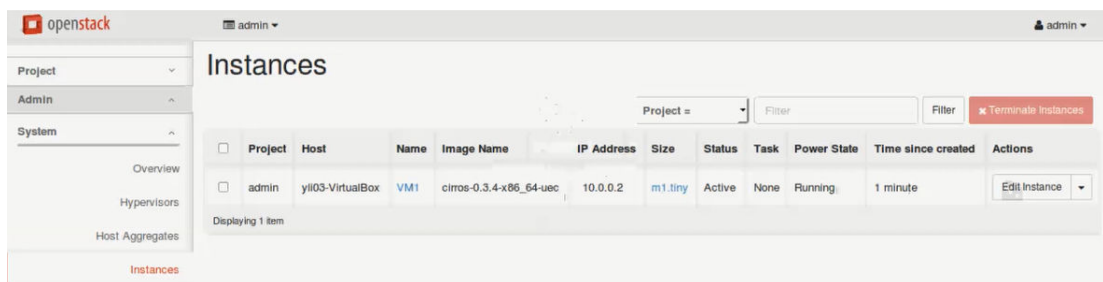 openstack admin admin
Project
Instances
Admin
Project = Filter Filter Terminate Instances
System
Project Host Name Image Name IP Address Size Status Task Power State Time since created Actions
Overview
admin yli03-VirtualBox VM1 cirros-0.3.4-x86_64-uec 10.0.0.2 m1.tiny Active None Running 1 minute Edit Instance
Hypervisors
Displaying 1 item
Host Aggregates
Instances